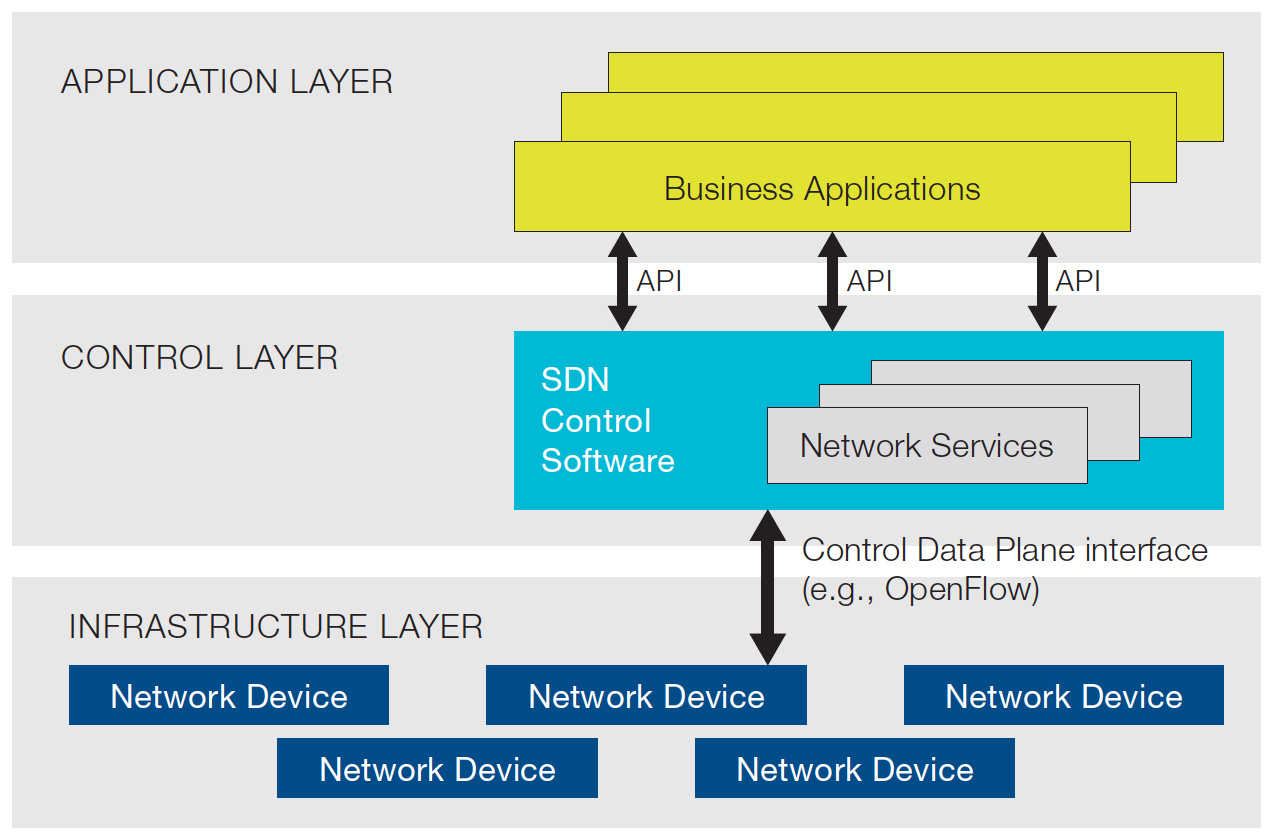 APPLICATION LAYER
Business Applications
API
API
API
CONTROL LAYER
SDN
Control
Software
Network Services
Control Data Plane interface
(e.g., OpenFlow)
INFRASTRUCTURE LAYER
Network Device
Network Device
Network Device
Network Device
Network Device